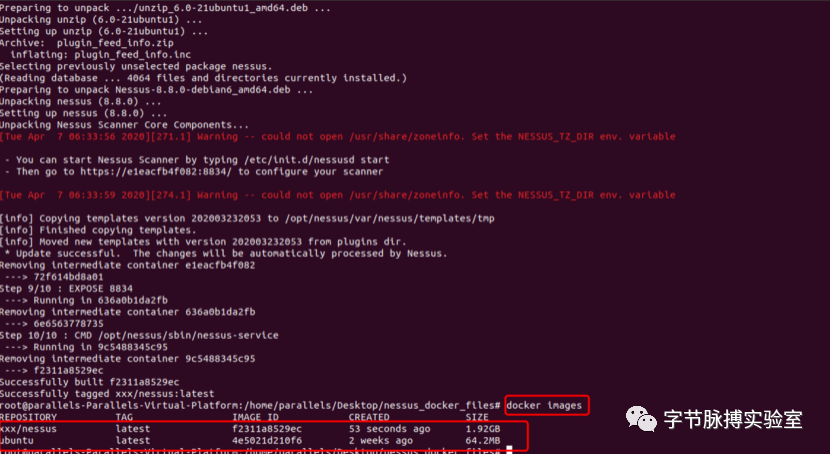 Preparing to unpack .../unzip_6.0-21ubuntu1_amd64.deb ...
Unpacking unzip (6.0-21ubuntu1) ...
Setting up unzip (6.0-21ubuntu1) ...
Archive:  plugin_feed_info.zip
  inflating: plugin_feed_info.inc
Selecting previously unselected package nessus.
(Reading database ... 4064 files and directories currently installed.)
Preparing to unpack Nessus-8.8.0-debian6_amd64.deb ...
Unpacking nessus (8.8.0) ...
Setting up nessus (8.8.0) ...
Unpacking Nessus Scanner Core Components...
[Tue Apr  7 06:33:56 2020][271.1] Warning -- could not open /usr/share/zoneinfo. Set the NESSUS_TZ_DIR env. variable
 - You can start Nessus Scanner by typing /etc/init.d/nessusd start
 - Then go to https://e1eacfb4f082:8834/ to configure your scanner
[Tue Apr  7 06:33:59 2020][274.1] Warning -- could not open /usr/share/zoneinfo. Set the NESSUS_TZ_DIR env. variable
[info] Copying templates version 202003232053 to /opt/nessus/var/nessus/templates/tmp
[info] Finished copying templates.
[info] Moved new templates with version 202003232053 from plugins dir.
 * Update successful.  The changes will be automatically processed by Nessus.
Removing intermediate container e1eacfb4f082
 ---> 72f614bd8a01
Step 9/10 : EXPOSE 8834
 ---> Running in 636a0b1da2fb
Removing intermediate container 636a0b1da2fb
 ---> 6e6563778735
Step 10/10 : CMD /opt/nessus/sbin/nessus-service
 ---> Running in 9c5488345c95
Removing intermediate container 9c5488345c95
 ---> f2311a8529ec
Successfully built f2311a8529ec
Successfully tagged xxx/nessus:latest
root@parallels-Parallels-Virtual-Platform:/home/parallels/Desktop/nessus_docker_files# docker images
REPOSITORY TAG IMAGE ID CREATED SIZE
xxx/nessus latest f2311a8529ec 53 seconds ago 1.92GB
ubuntu latest 4e5021d210f6 2 weeks ago 64.2MB
root@parallels-Parallels-Virtual-Platform:/home/parallels/Desktop/nessus_docker_files#
字节脉搏实验室